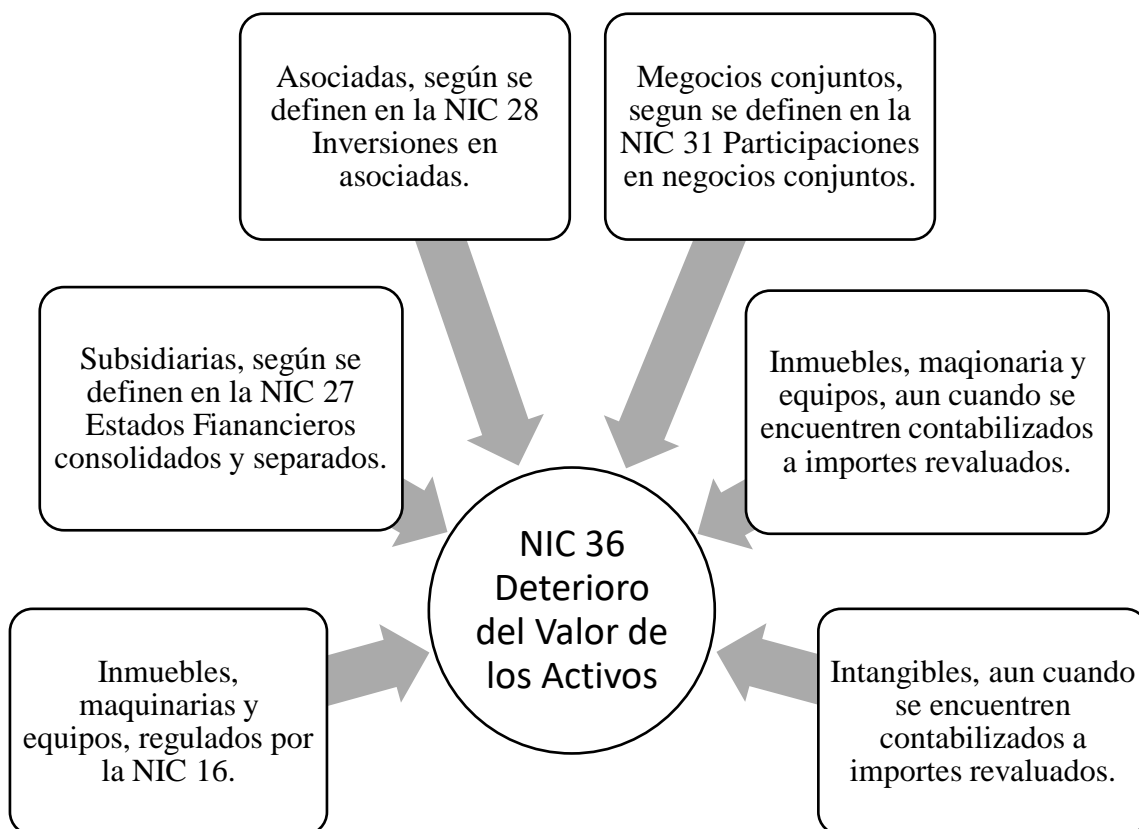 Asociadas, según se
definen en la NIC 28
Inversiones en
asociadas.
Megocios conjuntos,
segun se definen en la
NIC 31 Participaciones
en negocios conjuntos.
Subsidiarias, según se
definen en la NIC 27
Estados Fianancieros
consolidados y separados.
Inmuebles, maqionaria y
equipos, aun cuando se
encuentren contabilizados
a importes revaluados.
NIC 36
Deterioro
del Valor de
los Activos
Inmuebles,
maquinarias y
equipos, regulados por
la NIC 16.
Intangibles, aun cuando
se encuentren
contabilizados a
importes revaluados.